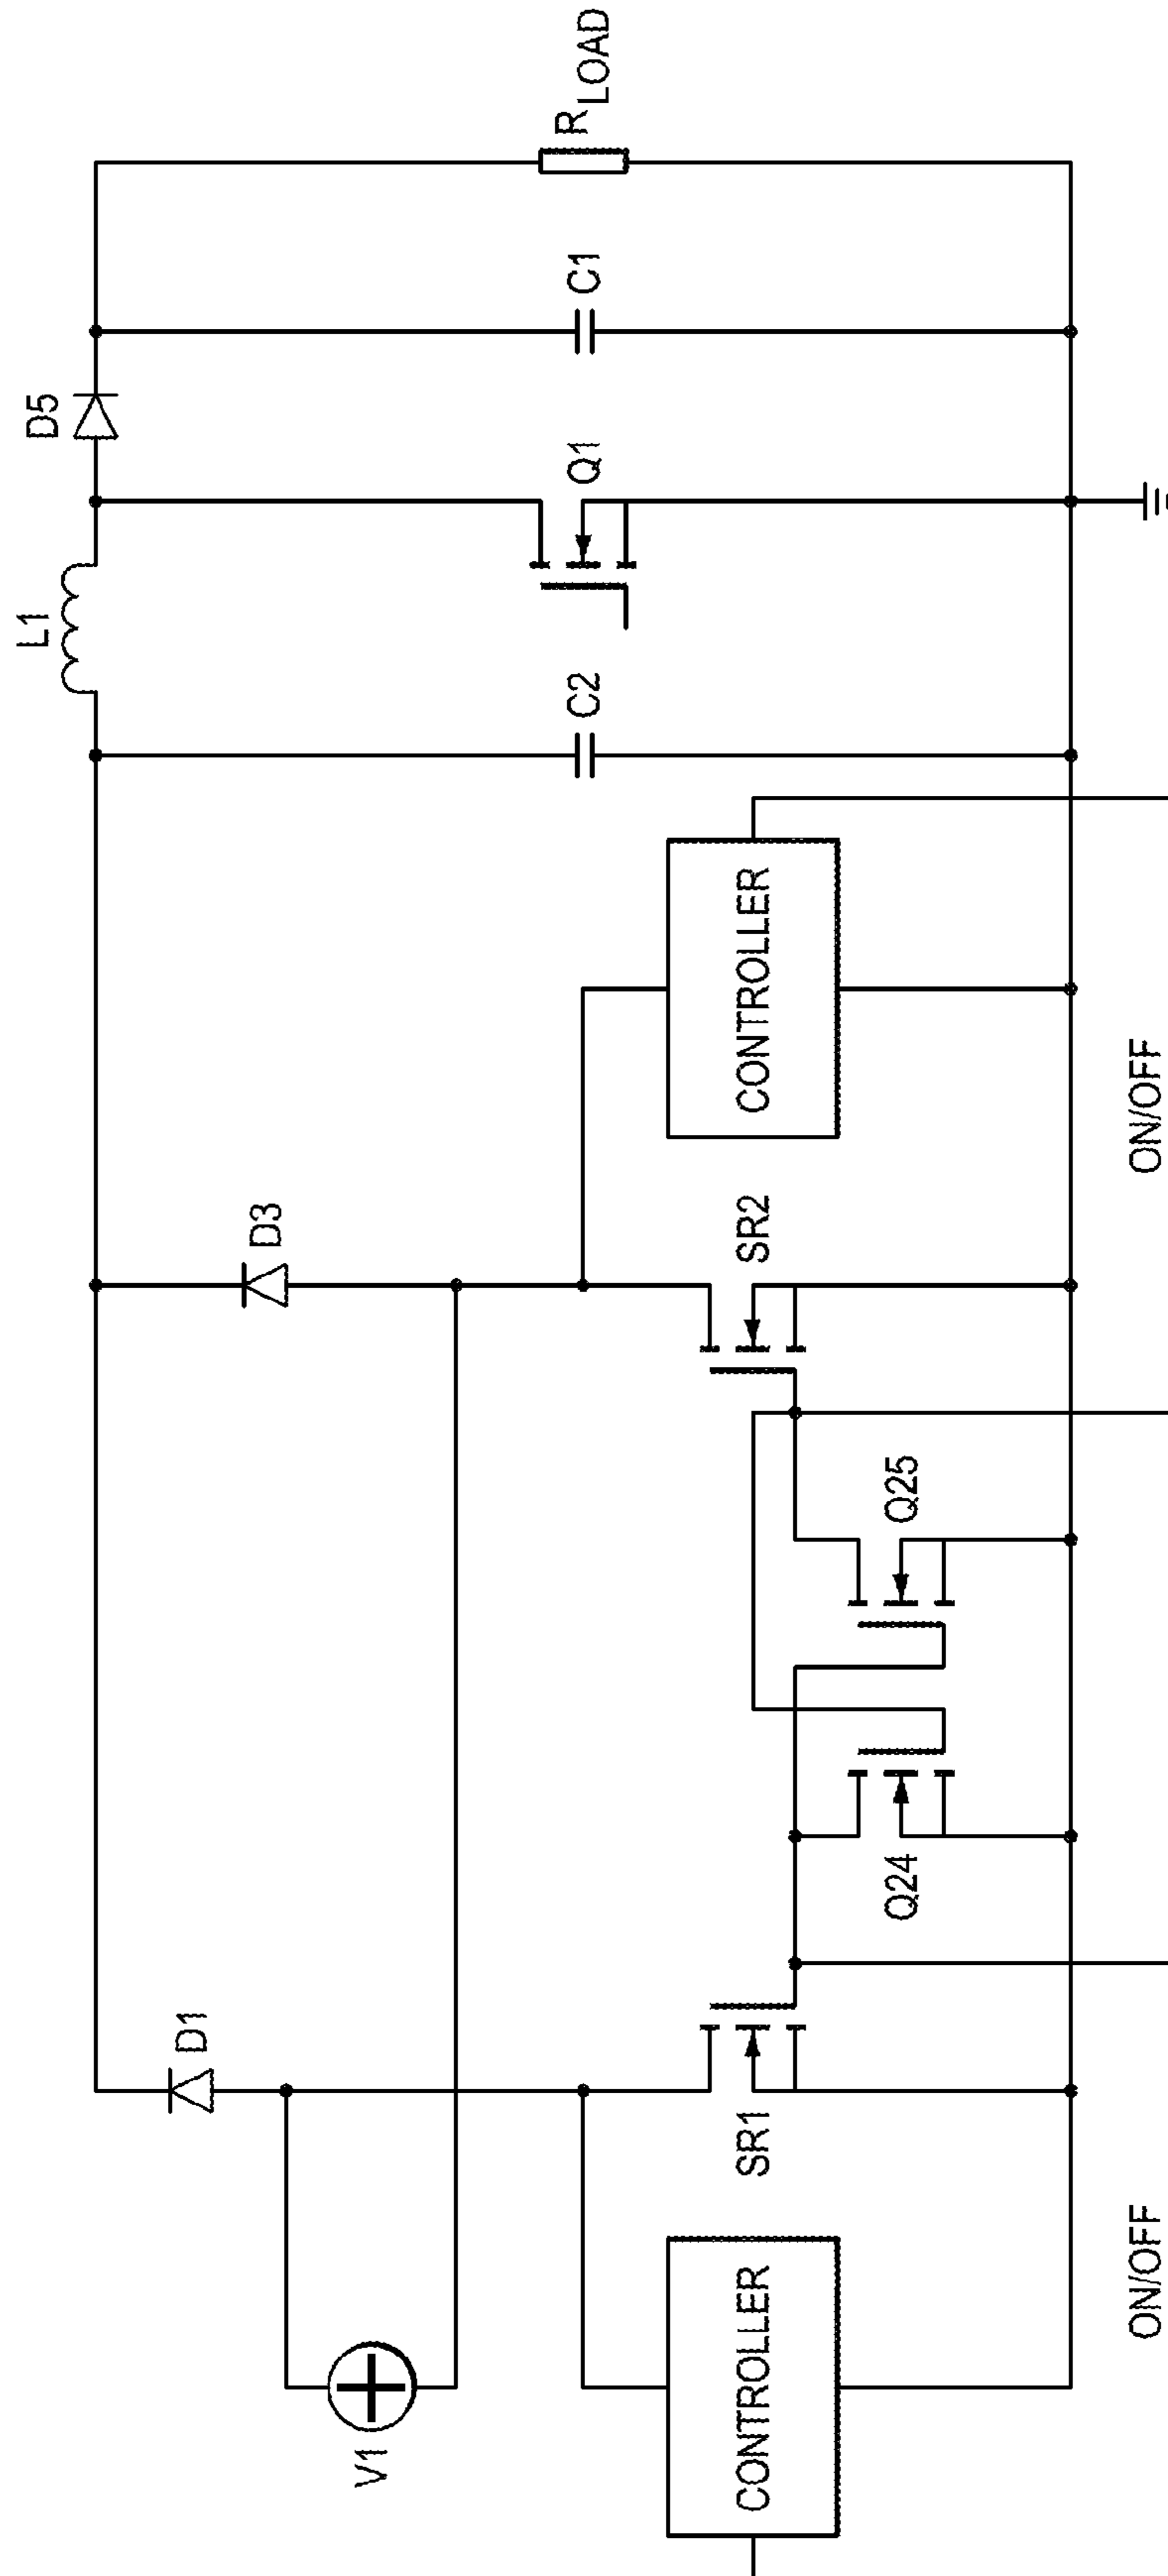 V1
D1
D3
L1
D5
CONTROLLER
SR1
Q24
Q25
SR2
CONTROLLER
C2
Q1
C1
RLOAD
ON/OFF
ON/OFF